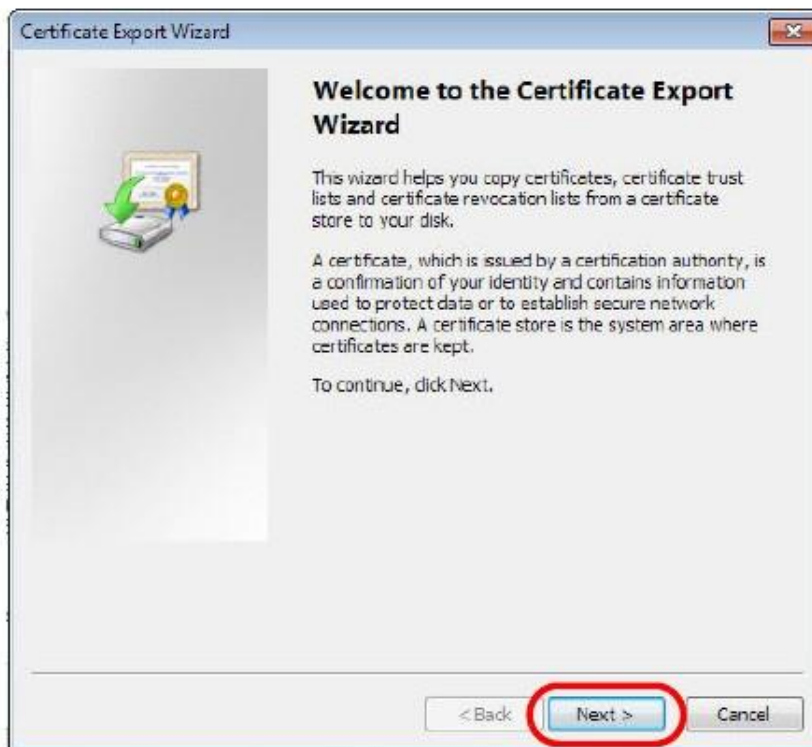 Certificate Export Wizard
Welcome to the Certificate Export
Wizard
This wizard helps you copy certificates, certificate trust
lists and certificate revocation lists from a certificate
store to your disk.
A certificate, which is issued by a certification authority, is
a confirmation of your identity and contains information
used to protect data or to establish secure network
connections. A certificate store is the system area where
certificates are kept.
To continue, click Next.
< Back Next > Cancel